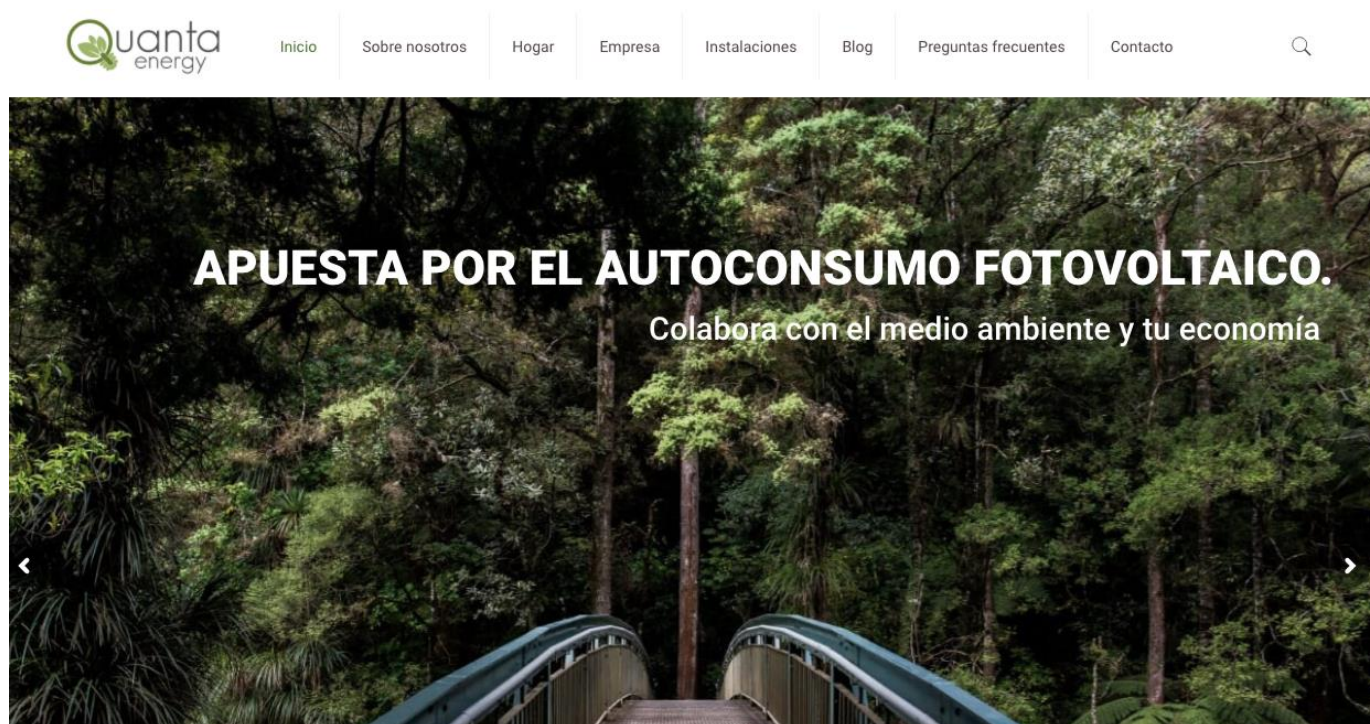 Quanta
energy
Inicio
Sobre nosotros
Hogar
Empresa
Instalaciones
Blog
Preguntas frecuentes
Contacto
APUESTA POR EL AUTOCONSUMO FOTOVOLTAICO.
Colabora con el medio ambiente y tu economía